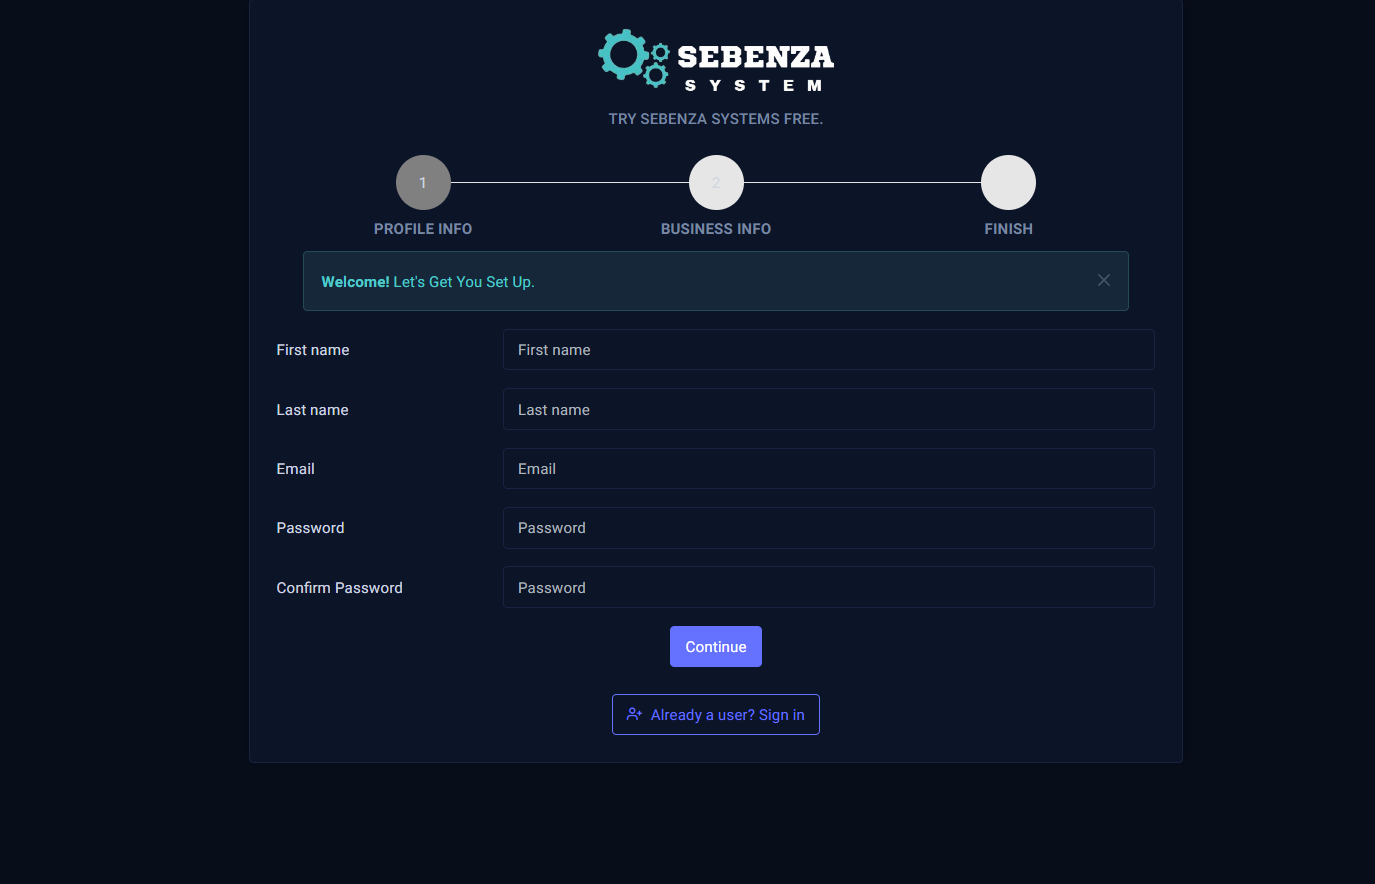 SEBENZA
SYSTEM
TRY SEBENZA SYSTEMS FREE.
1
2
PROFILE INFO
BUSINESS INFO
FINISH
Welcome! Let's Get You Set Up.
First name
First name
Last name
Last name
Email
Email
Password
Password
Confirm Password
Password
Continue
Already a user? Sign in